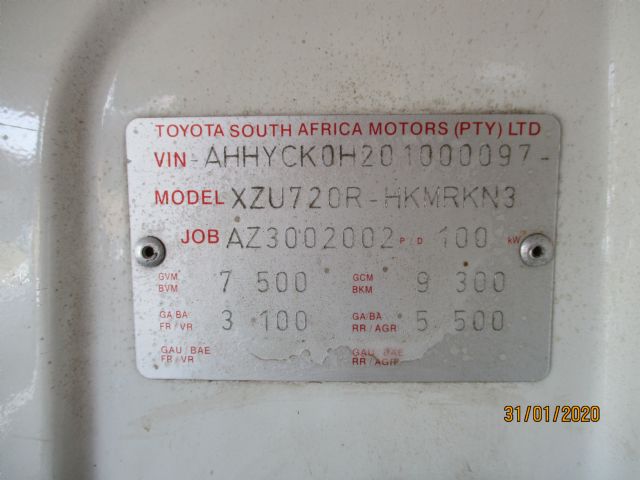 TOYOTA SOUTH AFRICA MOTORS (PTY) LTD
VIN-AHHYCK0H201000097-
MODEL XZU720R-HKMRKN3
JOB AZ3002002 P/D 100 kW
GVM BVM 7 500 GCM BKM 9 300
GA/BA FR/VR 3 100 GA/BA RR/AGR 5 500
GAU/BAE FR/VR GAU/BAE RR/AGR
31/01/2020